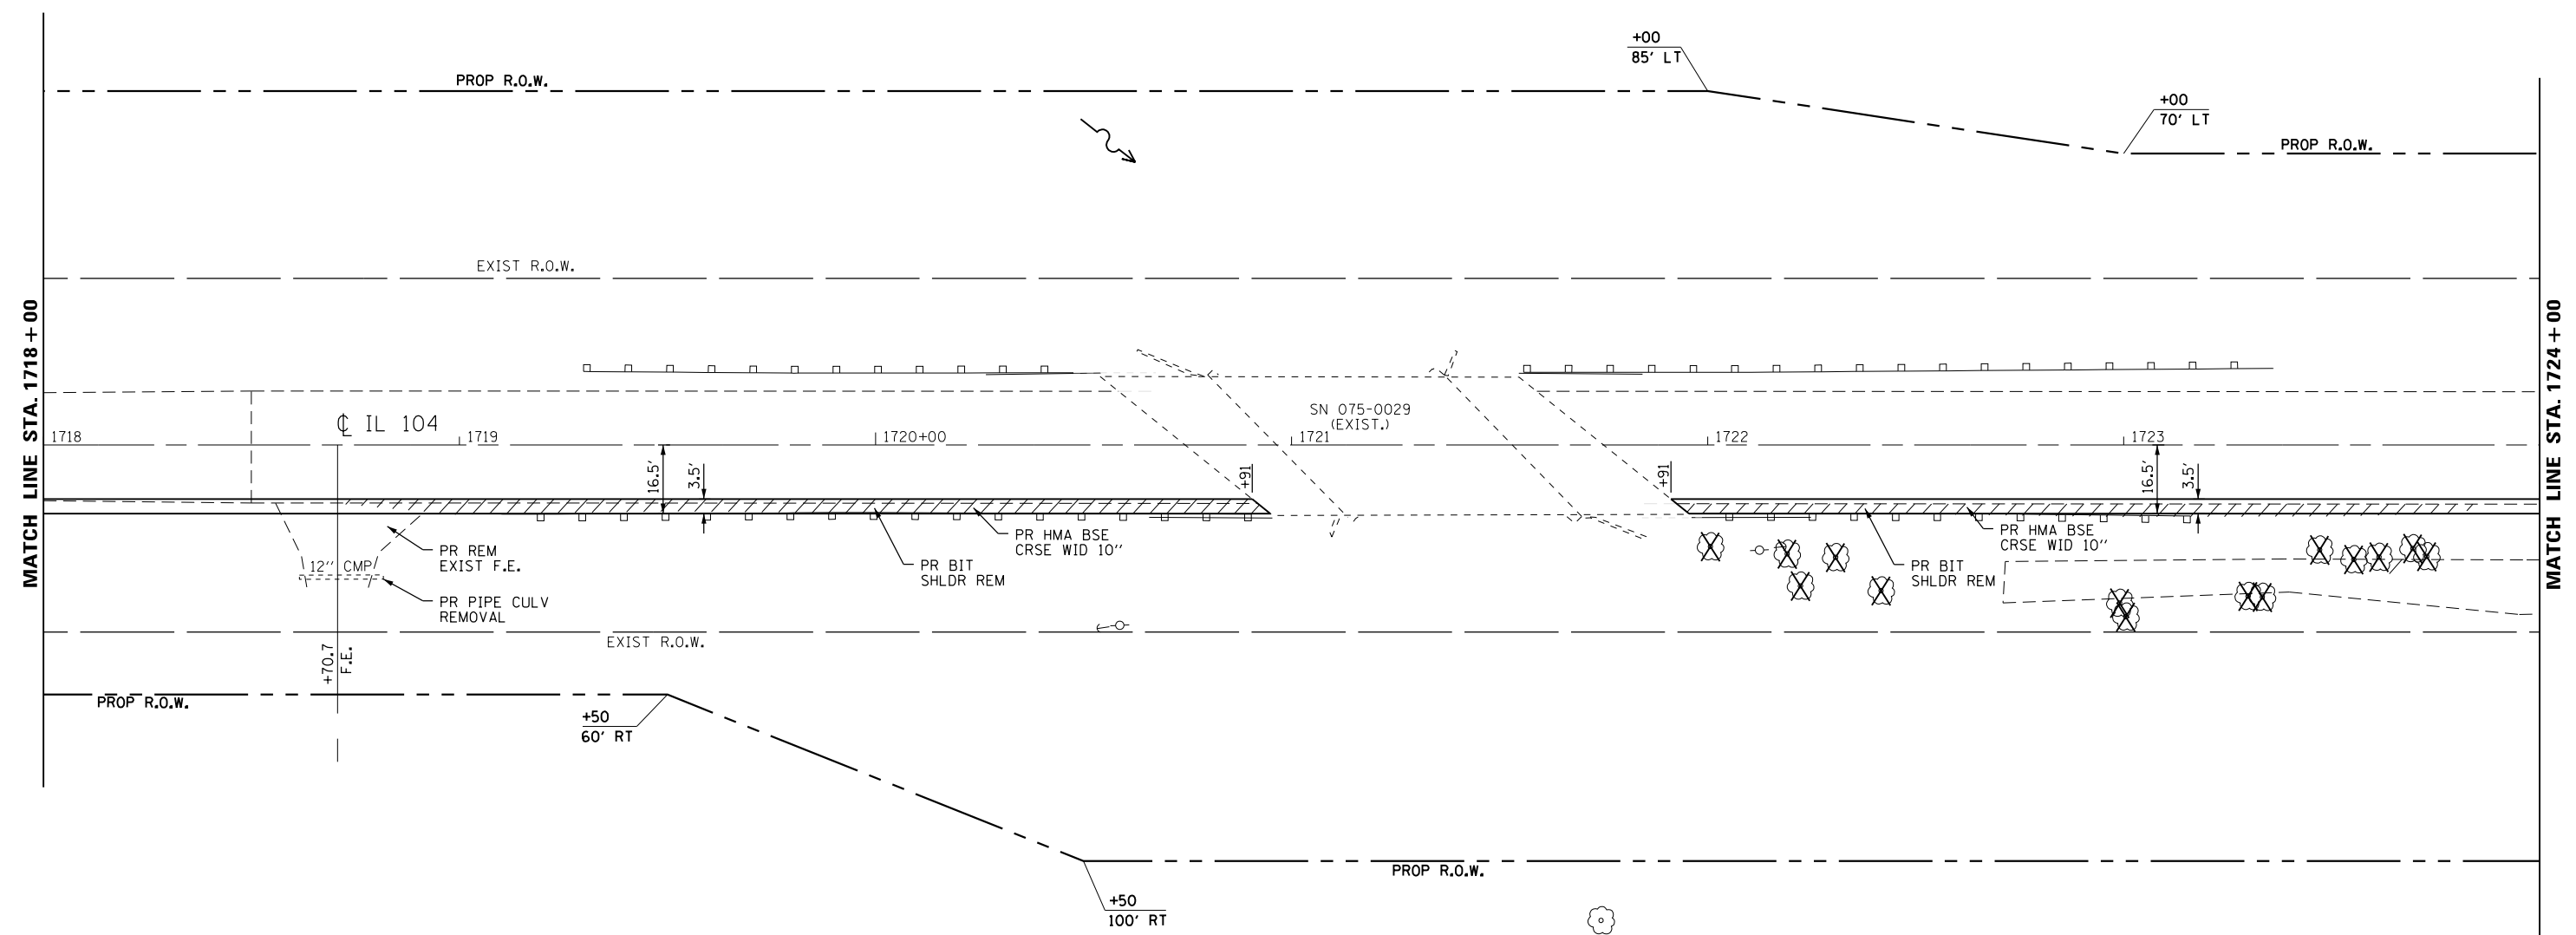 +00
85' LT
PROP R.O.W.
+00
70' LT
PROP R.O.W.
EXIST R.O.W.
MATCH LINE STA. 1718+00
MATCH LINE STA. 1724+00
SN 075-0029
(EXIST.)
℄ IL 104
1718
1719
1720+00
1721
1722
1723
16.5'
3.5'
+91
+91
16.5'
3.5'
PR HMA BSE
CRSE WID 10"
PR HMA BSE
CRSE WID 10"
PR REM
EXIST F.E.
12" CMP
PR BIT
SHLDR REM
PR BIT
SHLDR REM
PR PIPE CULV
REMOVAL
EXIST R.O.W.
+70.7
F.E.
PROP R.O.W.
+50
60' RT
PROP R.O.W.
+50
100' RT